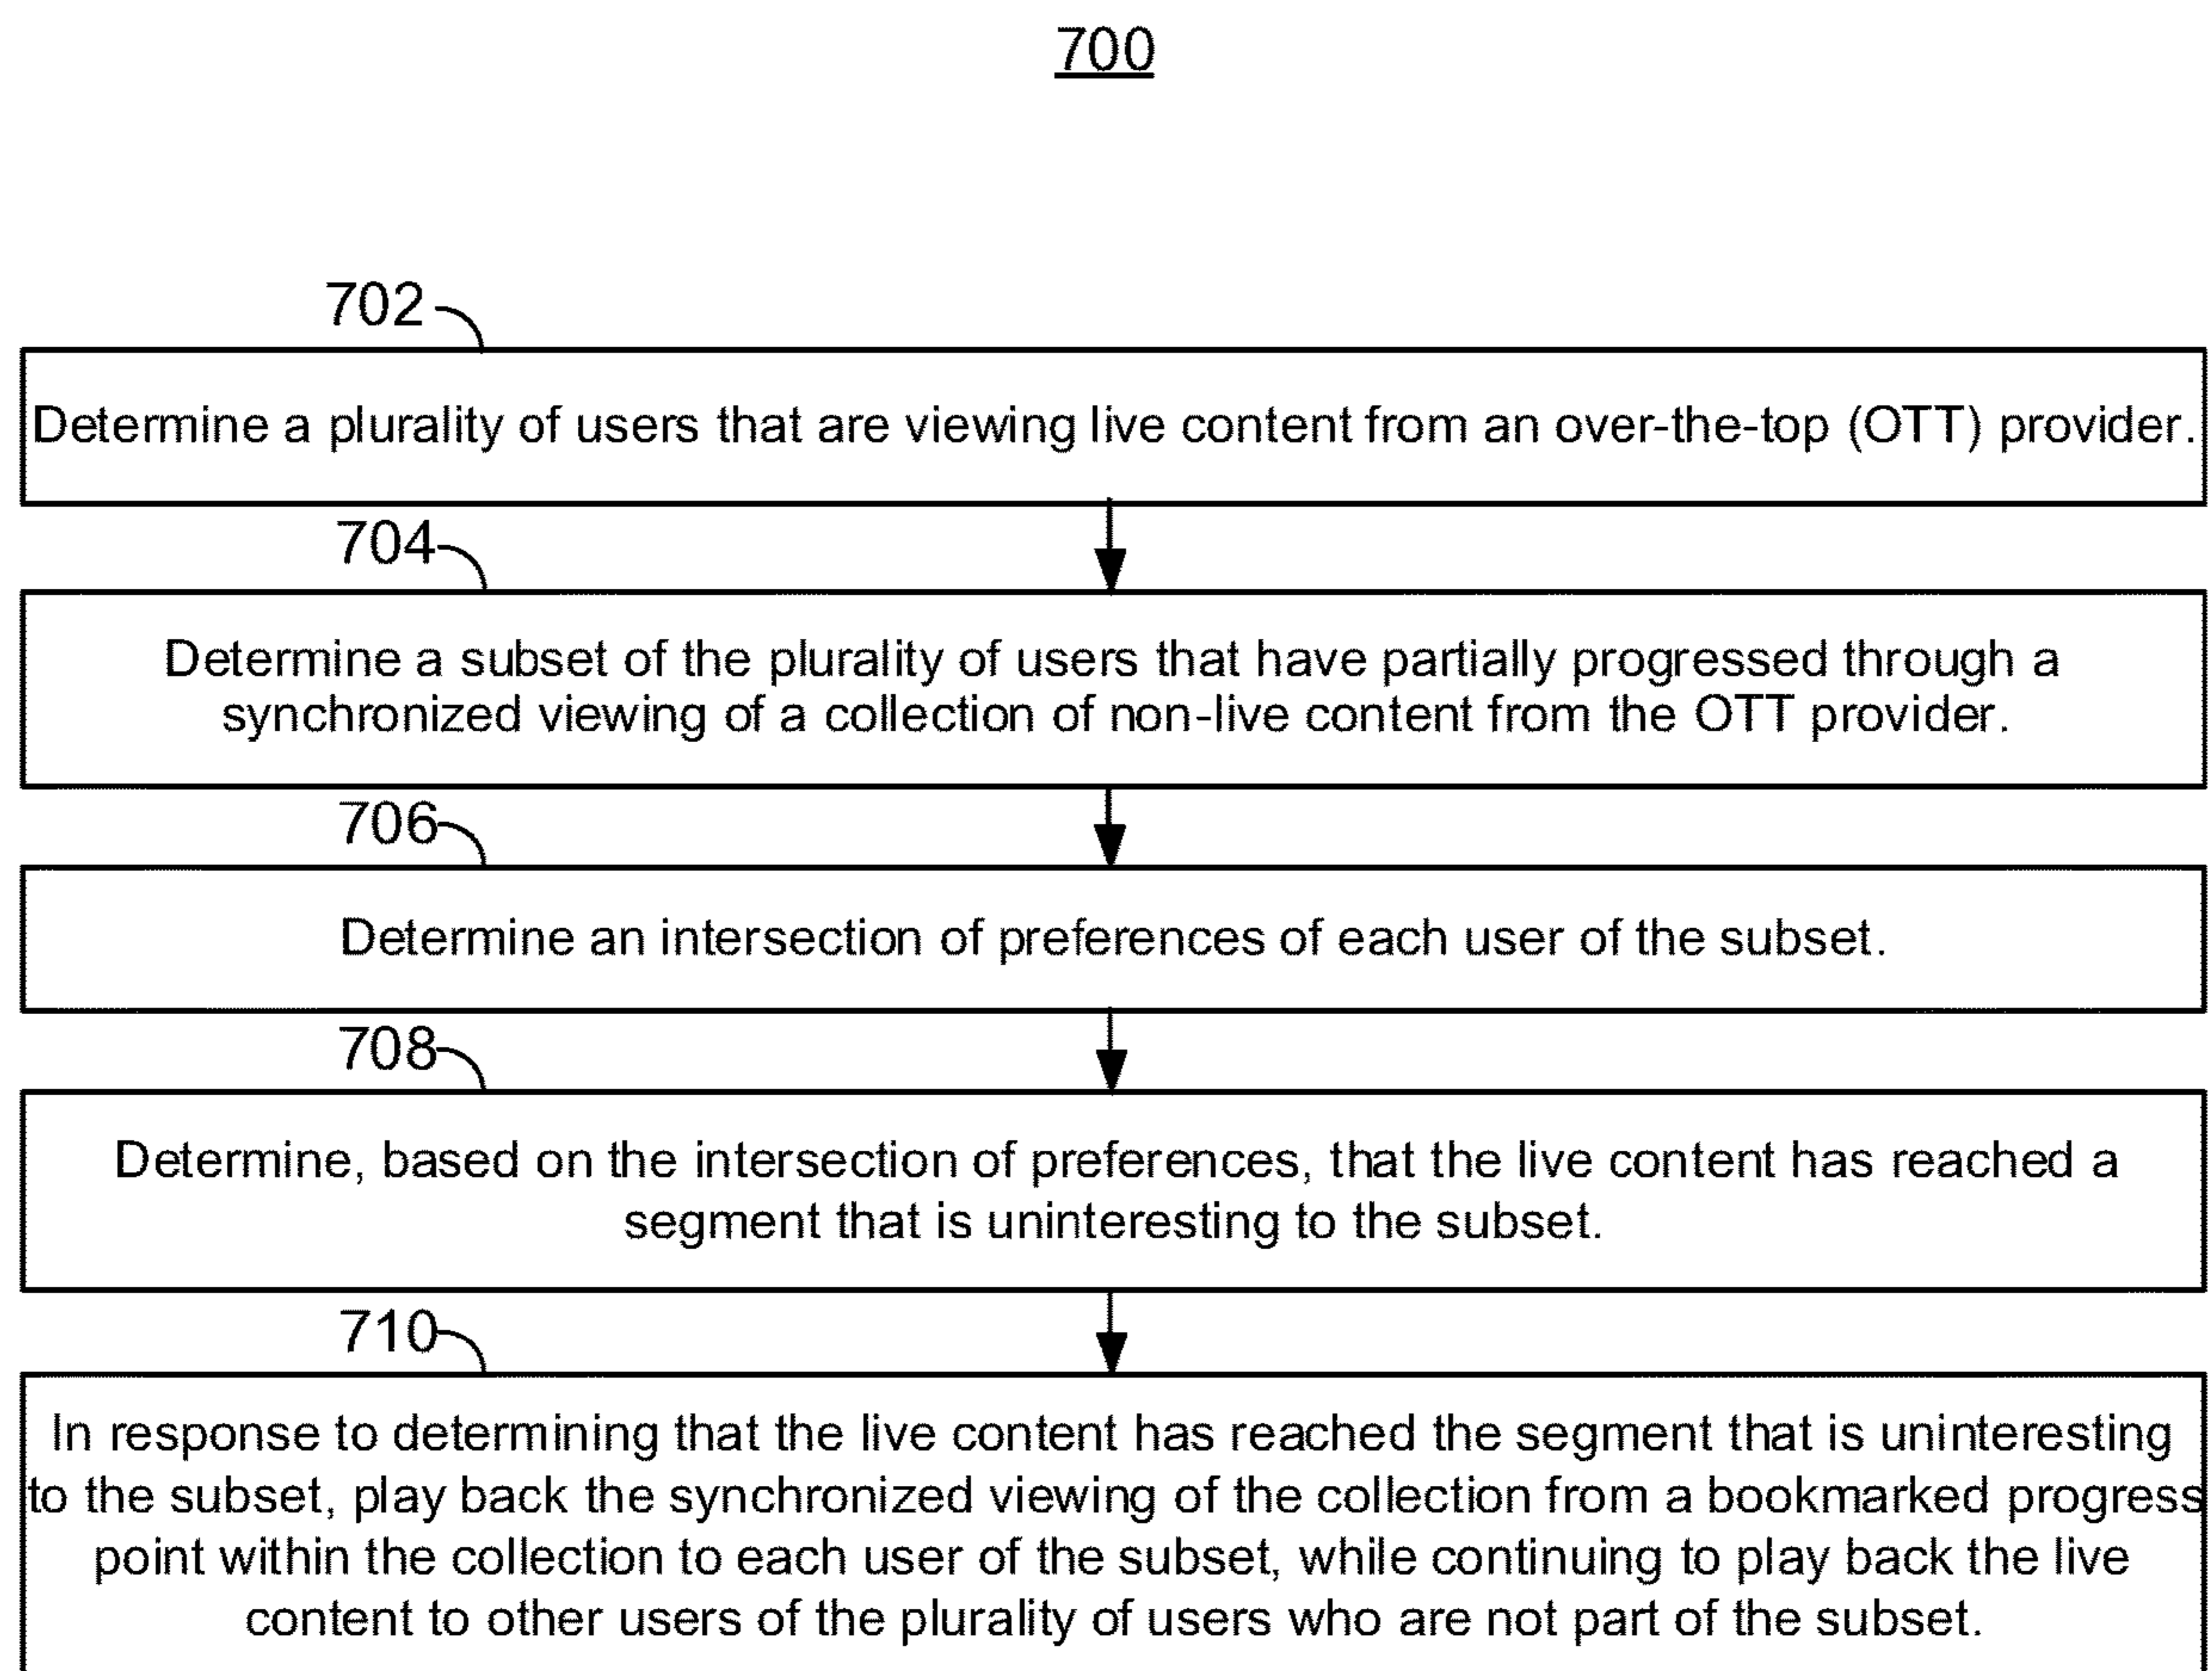 700
702
Determine a plurality of users that are viewing live content from an over-the-top (OTT) provider.
704
Determine a subset of the plurality of users that have partially progressed through a
synchronized viewing of a collection of non-live content from the OTT provider.
706
Determine an intersection of preferences of each user of the subset.
708
Determine, based on the intersection of preferences, that the live content has reached a
segment that is uninteresting to the subset.
710
In response to determining that the live content has reached the segment that is uninteresting
to the subset, play back the synchronized viewing of the collection from a bookmarked progress
point within the collection to each user of the subset, while continuing to play back the live
content to other users of the plurality of users who are not part of the subset.